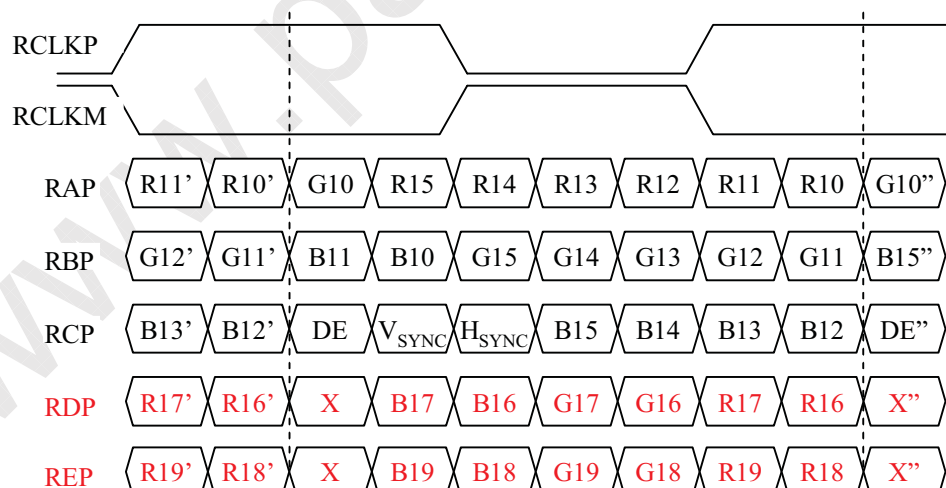 RCLKP
RCLKM
RAP R11’ R10’ G10 R15 R14 R13 R12 R11 R10 G10”
RBP G12’ G11’ B11 B10 G15 G14 G13 G12 G11 B15”
RCP B13’ B12’ DE VSYNC HSYNC B15 B14 B13 B12 DE”
RDP R17’ R16’ X B17 B16 G17 G16 R17 R16 X”
REP R19’ R18’ X B19 B18 G19 G18 R19 R18 X”
www.pa